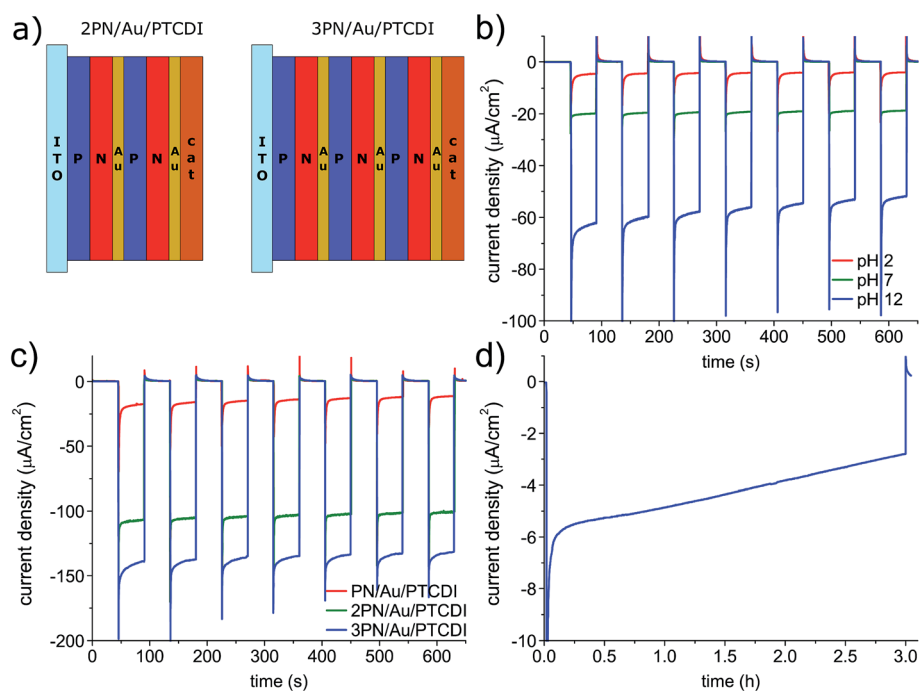 a)
2PN/Au/PTCDI
3PN/Au/PTCDI
ITO P N Au P N Au cat
ITO P N Au P N Au P N Au cat
b)
current density (μA/cm²)
0
-20
-40
-60
-80
-100
pH 2
pH 7
pH 12
0 100 200 300 400 500 600
time (s)
c)
current density (μA/cm²)
0
-50
-100
-150
-200
PN/Au/PTCDI
2PN/Au/PTCDI
3PN/Au/PTCDI
0 100 200 300 400 500 600
time (s)
d)
current density (μA/cm²)
0
-2
-4
-6
-8
-10
0.0 0.5 1.0 1.5 2.0 2.5 3.0
time (h)